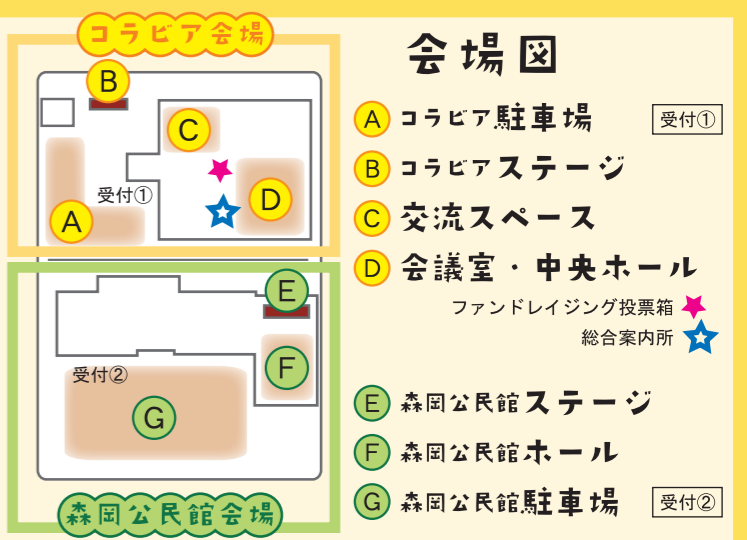 コラビア会場
B
C
受付①
D
A
E
受付②
F
G
森岡公民館会場
会場図
A コラビア駐車場 受付①
B コラビアステージ
C 交流スペース
D 会議室・中央ホール
ファンドレイジング投票箱
総合案内所
E 森岡公民館ステージ
F 森岡公民館ホール
G 森岡公民館駐車場 受付②